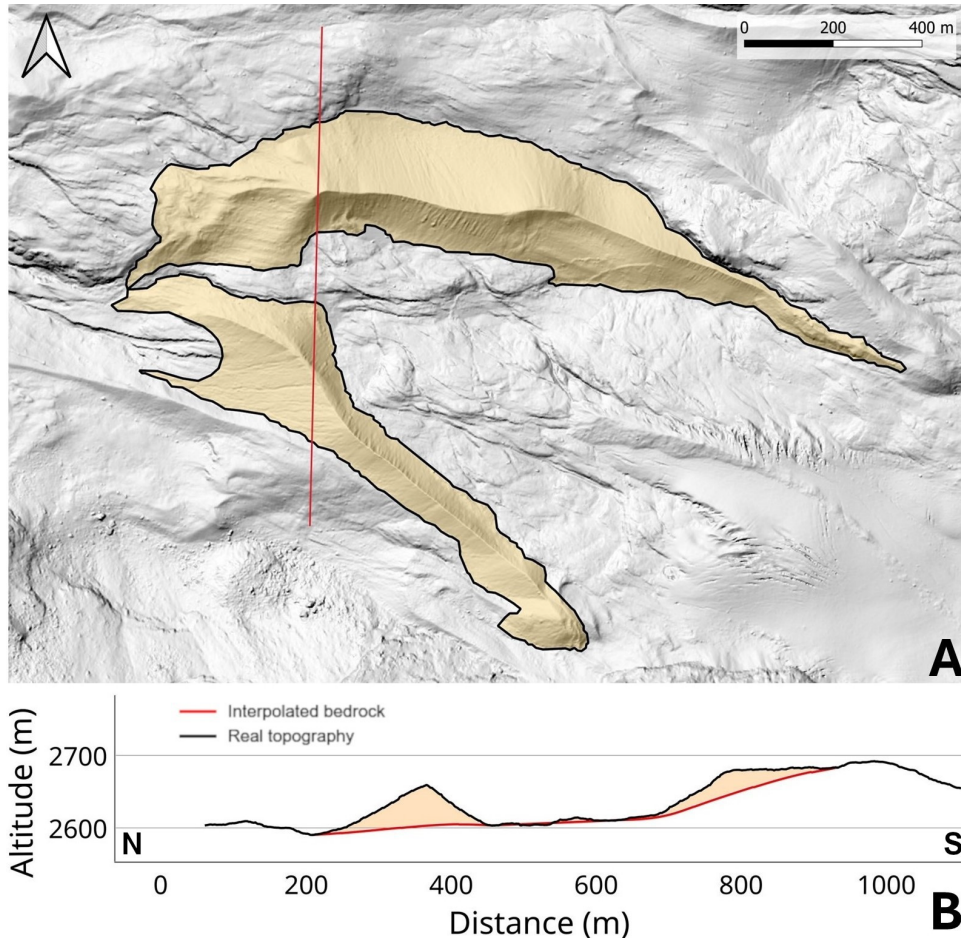 0 200 400 m
A
Interpolated bedrock
Real topography
Altitude (m)
2700
2600
N
S
0 200 400 600 800 1000
Distance (m)
B